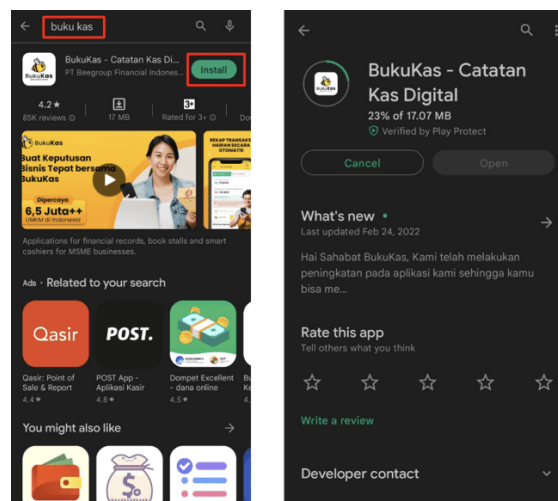 buku kas
BukuKas - Catatan Kas Di...
PT Beegroup Financial Indones...
Install
BukuKas
4.2★
85K reviews
17 MB
3+
Rated for 3+
Do
BukuKas
Buat Keputusan
Bisnis Tepat bersama
BukuKas
Dipercaya
6,5 Juta++
UMKM di Indonesia
REKAP TRANSAKSI
HARIAN SECARA
OTOMATIS
Applications for financial records, book stalls and smart
cashiers for MSME businesses.
Ads · Related to your search
Qasir
POST.
Qasir: Point of
Sale & Report
4.4★
POST App -
Aplikasi Kasir
4.8★
Dompet Excellent
- dana online
4.5★
You might also like
BukuKas
BukuKas - Catatan
Kas Digital
23% of 17.07 MB
Verified by Play Protect
Cancel
Open
What's new •
Last updated Feb 24, 2022
Hai Sahabat BukuKas, Kami telah melakukan
peningkatan pada aplikasi kami sehingga kamu
bisa me...
Rate this app
Tell others what you think
Write a review
Developer contact